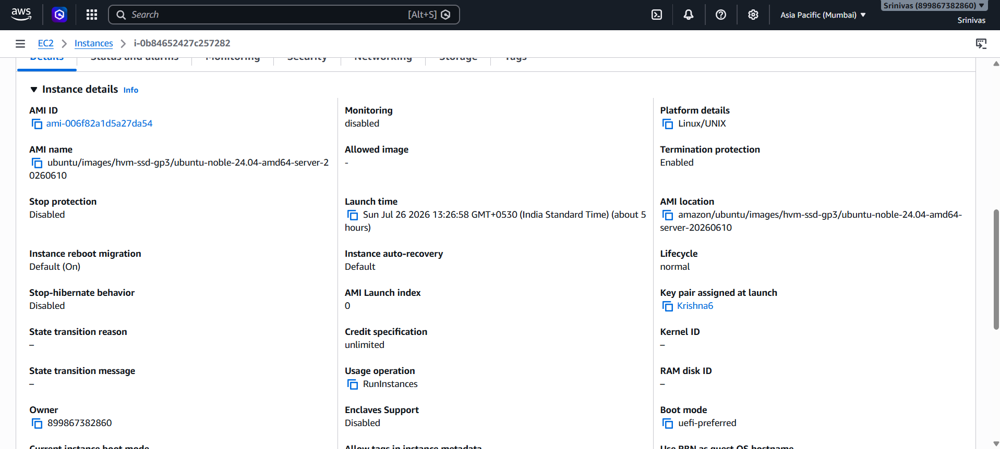 aws
Search [Alt+S]
Asia Pacific (Mumbai)
Srinivas (899867382860)
Srinivas
EC2 Instances i-0b84652427c257282
Details Status and alarms Monitoring Security Networking Storage Tags
Instance details Info
AMI ID
ami-006f82a1d5a27da54
Monitoring
disabled
Platform details
Linux/UNIX
AMI name
ubuntu/images/hvm-ssd-gp3/ubuntu-noble-24.04-amd64-server-2
0260610
Allowed image
-
Termination protection
Enabled
Stop protection
Disabled
Launch time
Sun Jul 26 2026 13:26:58 GMT+0530 (India Standard Time) (about 5
hours)
AMI location
amazon/ubuntu/images/hvm-ssd-gp3/ubuntu-noble-24.04-amd64-
server-20260610
Instance reboot migration
Default (On)
Instance auto-recovery
Default
Lifecycle
normal
Stop-hibernate behavior
Disabled
AMI Launch index
0
Key pair assigned at launch
Krishna6
State transition reason
–
Credit specification
unlimited
Kernel ID
–
State transition message
–
Usage operation
RunInstances
RAM disk ID
–
Owner
899867382860
Enclaves Support
Disabled
Boot mode
uefi-preferred
Current instance boot mode
Allow tags in instance metadata
Use RBN as guest OS hostname